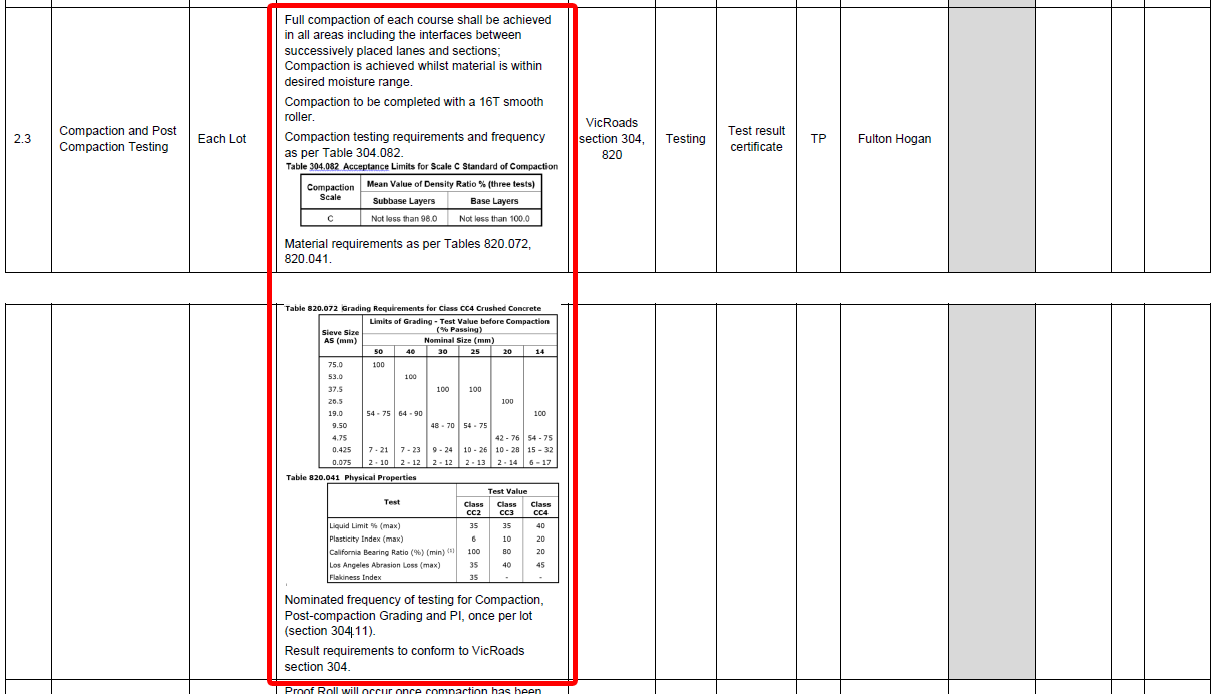 2.3
Compaction and Post
Compaction Testing
Each Lot
Full compaction of each course shall be achieved
in all areas including the interfaces between
successively placed lanes and sections;
Compaction is achieved whilst material is within
desired moisture range.
Compaction to be completed with a 16T smooth
roller.
Compaction testing requirements and frequency
as per Table 304.082.
Table 304.082 Acceptance Limits for Scale C Standard of Compaction
Compaction
Scale
Mean Value of Density Ratio % (three tests)
Subbase Layers Base Layers
C Not less than 98.0 Not less than 100.0
Material requirements as per Tables 820.072,
820.041.
VicRoads
section 304,
820
Testing
Test result
certificate
TP
Fulton Hogan
Table 820.072 Grading Requirements for Class CC4 Crushed Concrete
Sieve Size
AS (mm)
Limits of Grading - Test Value before Compaction
(% Passing)
Nominal Size (mm)
50 40 30 25 20 14
75.0 100
53.0 100
37.5 100 100
26.5 100
19.0 54 - 75 64 - 90 100
9.50 48 - 70 54 - 75
4.75 42 - 76 54 - 75
0.425 7 - 21 7 - 23 9 - 24 10 - 26 10 - 28 15 - 32
0.075 2 - 10 2 - 12 2 - 12 2 - 13 2 - 14 6 - 17
Table 820.041 Physical Properties
Test
Test Value
Class
CC2
Class
CC3
Class
CC4
Liquid Limit % (max) 35 35 40
Plasticity Index (max) 6 10 20
California Bearing Ratio (%) (min) (1) 100 80 20
Los Angeles Abrasion Loss (max) 35 40 45
Flakiness Index 35 - -
Nominated frequency of testing for Compaction,
Post-compaction Grading and PI, once per lot
(section 304.11).
Result requirements to conform to VicRoads
section 304.
Proof Roll will occur once compaction has been